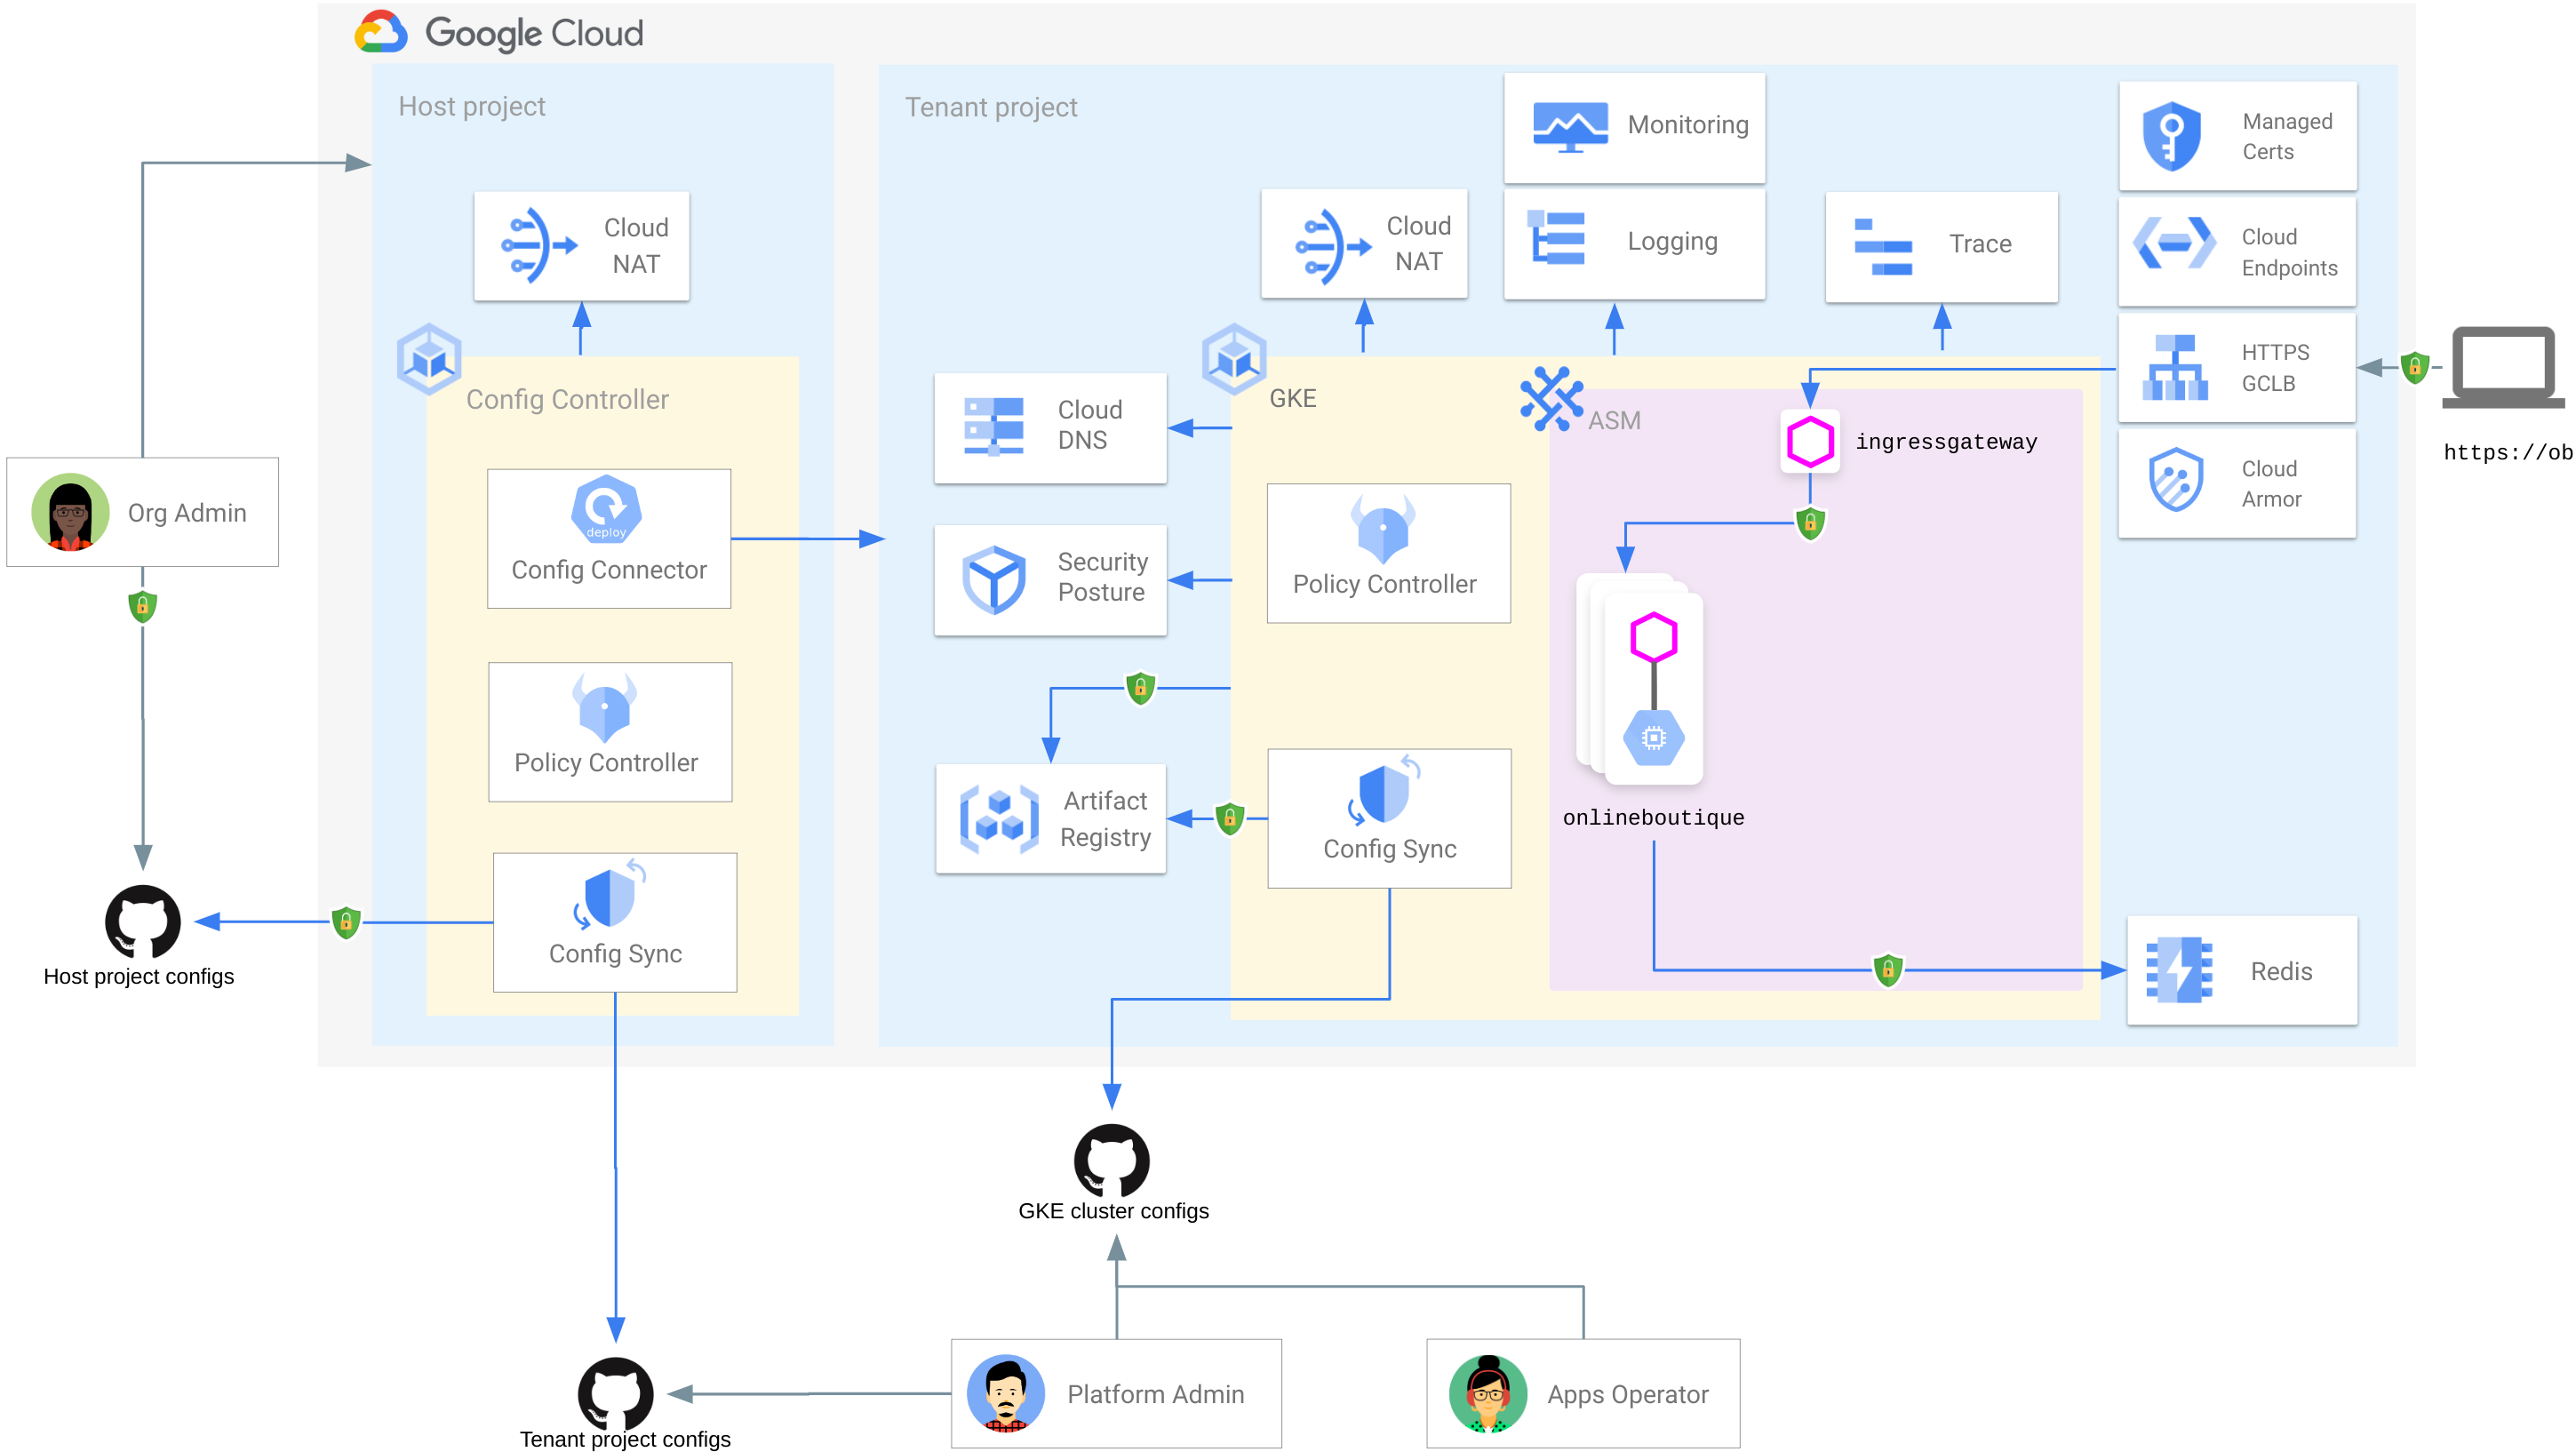 Google Cloud
Host project
Tenant project
Monitoring
Managed
Certs
Cloud
NAT
Cloud
NAT
Logging
Trace
Cloud
Endpoints
HTTPS
GCLB
Config Controller
GKE
ASM
Cloud
DNS
ingressgateway
https://ob
Cloud
Armor
Org Admin
deploy
Config Connector
Security
Posture
Policy Controller
Policy Controller
Artifact
Registry
Config Sync
onlineboutique
Config Sync
Redis
Host project configs
GKE cluster configs
Platform Admin
Apps Operator
Tenant project configs